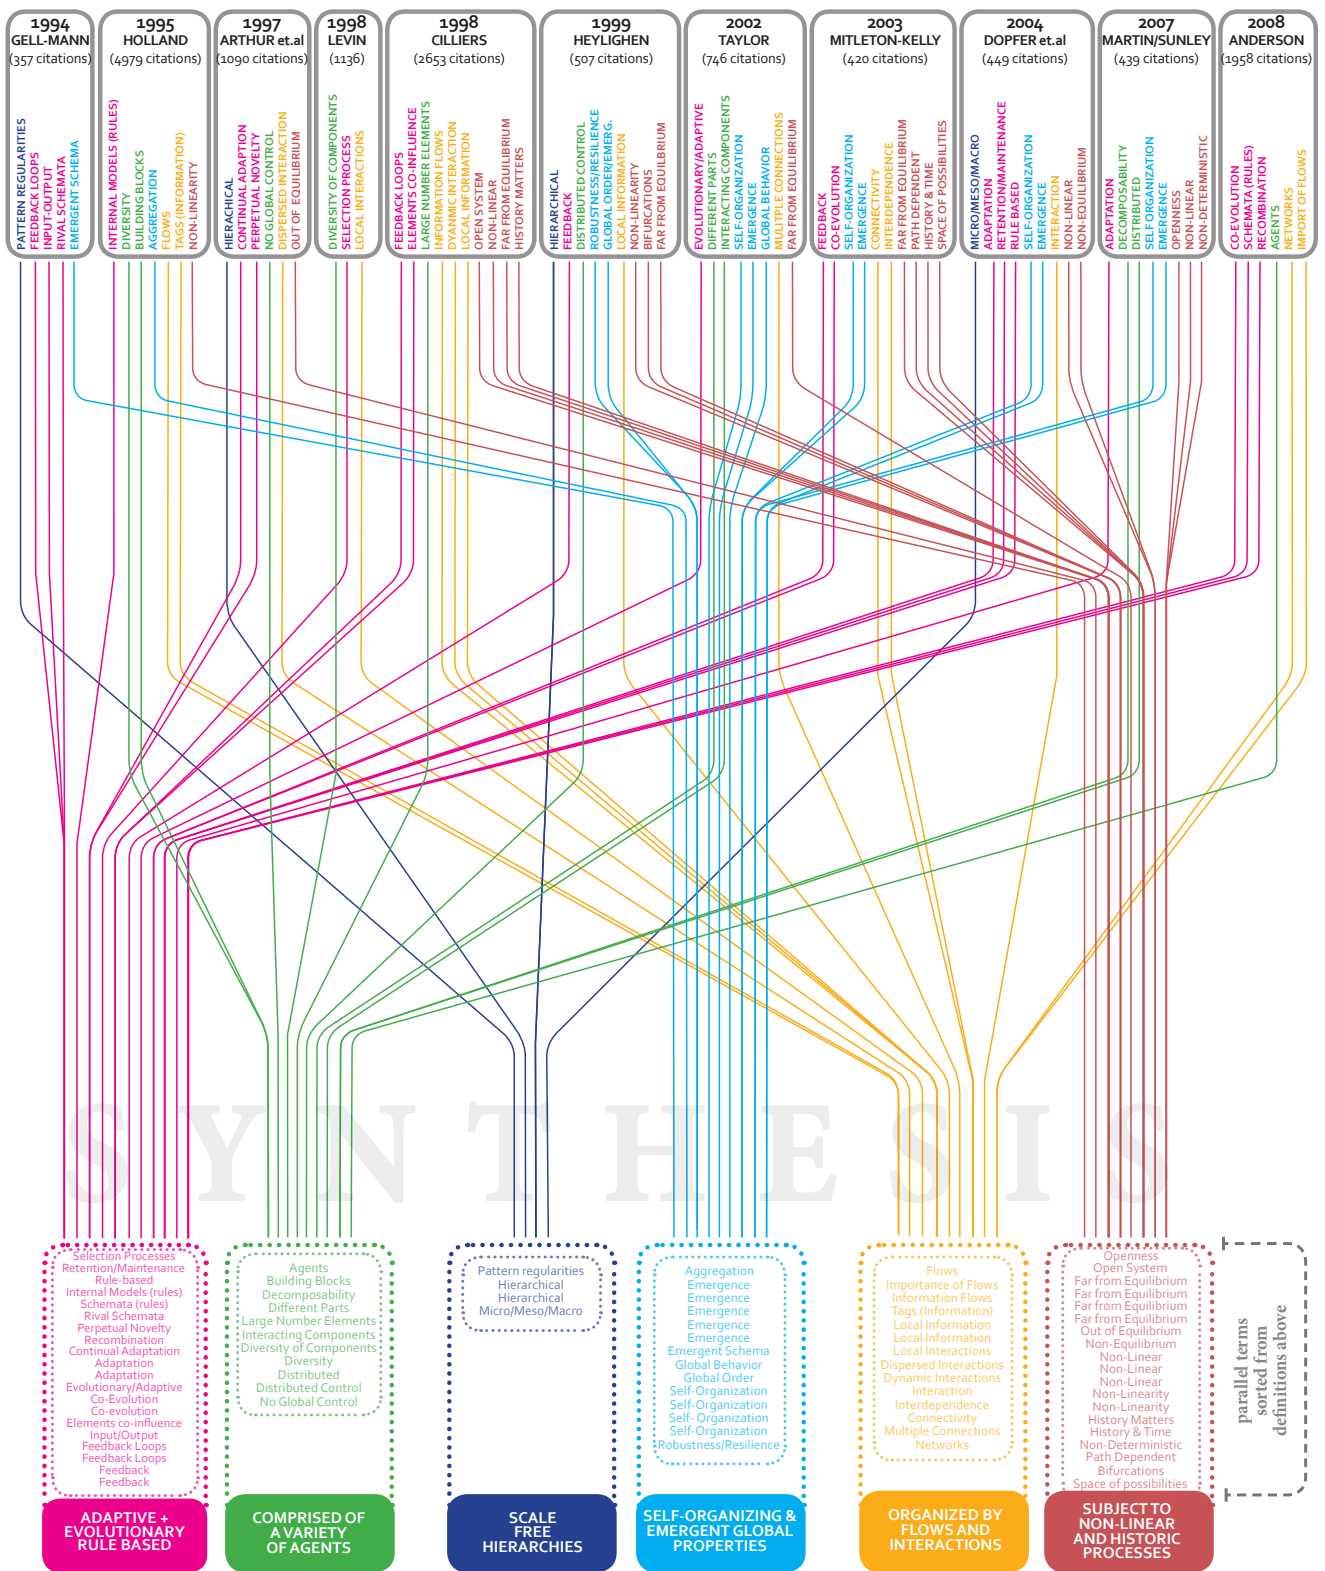 1994
GELL-MANN
(357 citations)
PATTERN REGULARITIES
FEEDBACK LOOPS
INPUT-OUTPUT
RIVAL SCHEMATA
EMERGENT SCHEMA
1995
HOLLAND
(4979 citations)
INTERNAL MODELS (RULES)
DIVERSITY
BUILDING BLOCKS
AGGREGATION
FLOWS
TAGS (INFORMATION)
NON-LINEARITY
1997
ARTHUR et.al
(1090 citations)
HIERACHICAL
CONTINUAL ADAPTION
PERPETUAL NOVELTY
NO GLOBAL CONTROL
DISPERSED INTERACTION
OUT OF EQUILIBRIUM
1998
LEVIN
(1136)
DIVERSITY OF COMPONENTS
SELECTION PROCESS
LOCAL INTERACTIONS
1998
CILLIERS
(2653 citations)
FEEDBACK LOOPS
ELEMENTS CO-INFLUENCE
LARGE NUMBER ELEMENTS
INFORMATION FLOWS
DYANMIC INTERACTION
LOCAL INFORMATION
OPEN SYSTEM
NON-LINEAR
FAR FROM EQUILIBRIUM
HISTORY MATTERS
1999
HEYLIGHEN
(507 citations)
HIERARCHICAL
FEEDBACK
DISTRIBUTED CONTROL
ROBUSTNESS/RESILIENCE
GLOBAL ORDER/EMERG.
LOCAL INFORMATION
NON-LINEARITY
BIFURCATIONS
FAR FROM EQUILBRIUM
2002
TAYLOR
(746 citations)
EVOLUTIONARY/ADAPTIVE
DIFFERENT PARTS
INTERACTING COMPONENTS
SELF-ORGANIZATION
EMERGENCE
GLOBAL BEHAVIOR
MULTIPLE CONNECTIONS
FAR FROM EQUILIBRIUM
2003
MITLETON-KELLY
(420 citations)
FEEDBACK
CO-EVOLUTION
SELF-ORGANIZATION
EMERGENCE
CONNECTIVITY
INTERDEPENDENCE
FAR FROM EQUILIBRIUM
PATH DEPENDENT
HISTORY & TIME
SPACE OF POSSIBILITIES
2004
DOPFER et.al
(449 citations)
MICRO/MESO/MACRO
ADAPTATION
RETENTION/MAINTENANCE
RULE BASED
SELF-ORGANIZATION
EMERGENCE
INTERACTION
NON-LINEAR
NON-EQUILIBRIUM
2007
MARTIN/SUNLEY
(439 citations)
ADAPTATION
DECOMPOSABILITY
DISTRIBUTED
SELF-ORGANIZATION
EMERGENCE
OPENNESS
NON-LINEAR
NON-DETERMINISTIC
2008
ANDERSON
(1958 citations)
CO-EVOLUTION
SCHEMATA (RULES)
RECOMBINATION
AGENTS
NETWORKS
IMPORT OF FLOWS
SYNTHESIS
Selection Processes
Retention/Maintenance
Rule-based
Internal Models (rules)
Schemata (rules)
Rival Schemata
Perpetual Novelty
Recombination
Continual Adaptation
Adaptation
Adaptation
Evolutionary/Adaptive
Co-Evolution
Co-evolution
Elements co-influence
Input/Output
Feedback Loops
Feedback Loops
Feedback
Feedback
ADAPTIVE +
EVOLUTIONARY
RULE BASED
Agents
Building Blocks
Decomposability
Different Parts
Large Number Elements
Interacting Components
Diversity of Components
Diversity
Distributed
Distributed Control
No Global Control
COMPRISED OF
A VARIETY
OF AGENTS
Pattern regularities
Hierarchical
Hierarchical
Micro/Meso/Macro
SCALE
FREE
HIERARCHIES
Aggregation
Emergence
Emergence
Emergence
Emergence
Emergence
Emergent Schema
Global Behavior
Global Order
Self-Organization
Self-Organization
Self- Organization
Self-Organization
Robustness/Resilience
SELF-ORGANIZING &
EMERGENT GLOBAL
PROPERTIES
Flows
Importance of Flows
Information Flows
Tags (Information)
Local Information
Local Information
Local Interactions
Dispersed Interactions
Dynamic Interactions
Interaction
Interdependence
Connectivity
Multiple Connections
Networks
ORGANIZED BY
FLOWS AND
INTERACTIONS
Openness
Open System
Far from Equilibrium
Far from Equilibrium
Far from Equilibrium
Far from Equilibrium
Out of Equilibrium
Non-Equilibrium
Non-Linear
Non-Linear
Non-Linear
Non-Linearity
Non-Linearity
History Matters
History & Time
Non-Deterministic
Path Dependent
Bifurcations
Space of possibilities
SUBJECT TO
NON-LINEAR
AND HISTORIC
PROCESSES
parallel terms
sorted from
definitions above